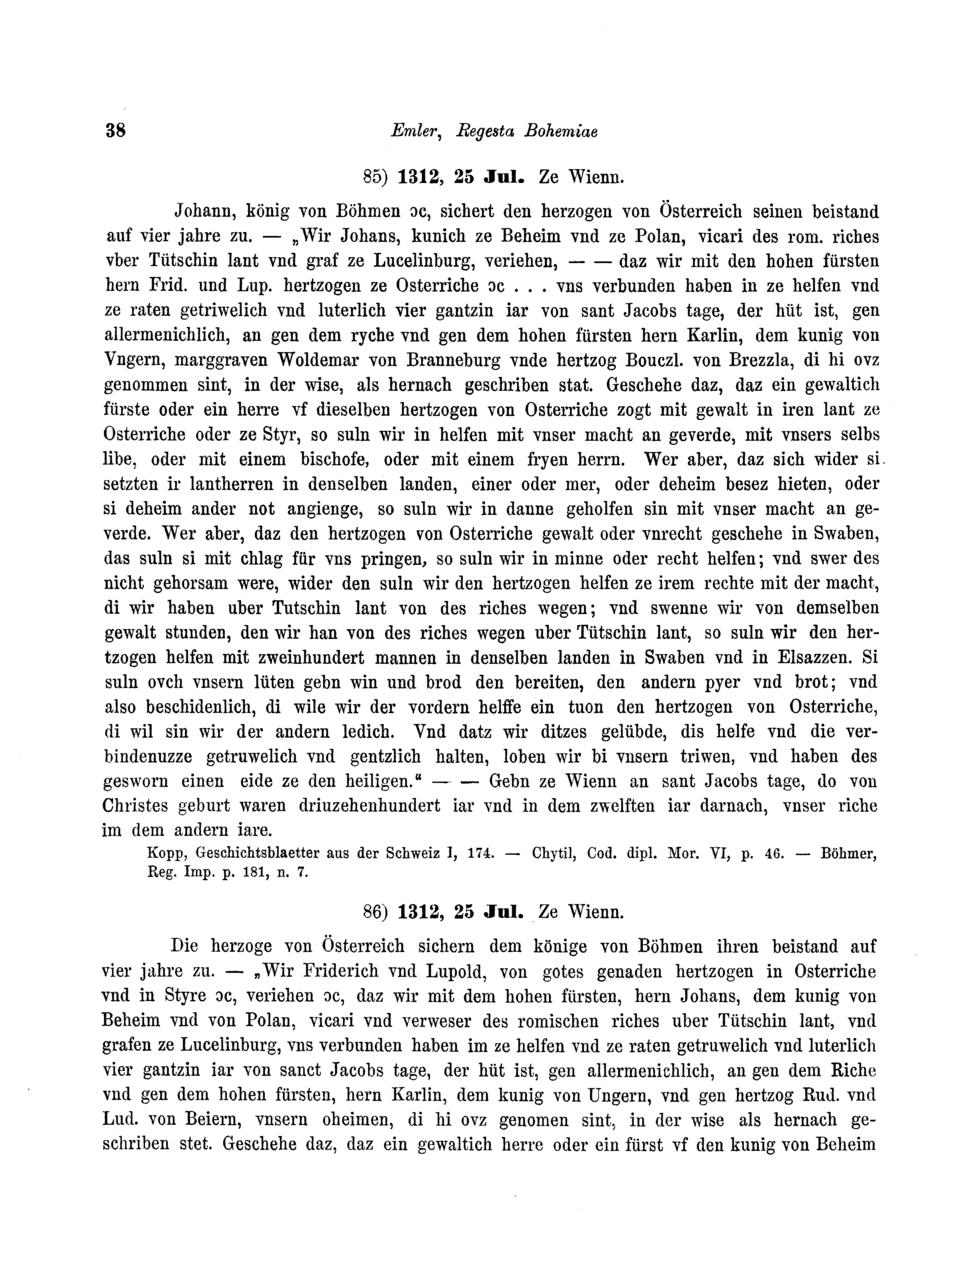 38 Emler, Regesta Bohemiae
85) 1312, 25 Jul. Ze Wienn.
Johann, könig von Böhmen ɔc, sichert den herzogen von Österreich seinen beistand
auf vier jahre zu. — „Wir Johans, kunich ze Beheim vnd ze Polan, vicari des rom. riches
vber Tütschin lant vnd graf ze Lucelinburg, veriehen, — — daz wir mit den hohen fürsten
hern Frid. und Lup. hertzogen ze Osterriche ɔc . . . vns verbunden haben in ze helfen vnd
ze raten getriwelich vnd luterlich vier gantzin iar von sant Jacobs tage, der hüt ist, gen
allermenichlich, an gen dem ryche vnd gen dem hohen fürsten hern Karlin, dem kunig von
Vngern, marggraven Woldemar von Branneburg vnde hertzog Bouczl. von Brezzla, di hi ovz
genommen sint, in der wise, als hernach geschriben stat. Geschehe daz, daz ein gewaltich
fürste oder ein herre vf dieselben hertzogen von Osterriche zogt mit gewalt in iren lant ze
Osterriche oder ze Styr, so suln wir in helfen mit vnser macht an geverde, mit vnsers selbs
libe, oder mit einem bischofe, oder mit einem fryen herrn. Wer aber, daz sich wider si
setzten ir lantherren in denselben landen, einer oder mer, oder deheim besez hieten, oder
si deheim ander not angienge, so suln wir in danne geholfen sin mit vnser macht an ge-
verde. Wer aber, daz den hertzogen von Osterriche gewalt oder vnrecht geschehe in Swaben,
das suln si mit chlag für vns pringen, so suln wir in minne oder recht helfen; vnd swer des
nicht gehorsam were, wider den suln wir den hertzogen helfen ze irem rechte mit der macht,
di wir haben uber Tutschin lant von des riches wegen; vnd swenne wir von demselben
gewalt stunden, den wir han von des riches wegen uber Tütschin lant, so suln wir den her-
tzogen helfen mit zweinhundert mannen in denselben landen in Swaben vnd in Elsazzen. Si
suln ovch vnsern lüten gebn win und brod den bereiten, den andern pyer vnd brot; vnd
also beschidenlich, di wile wir der vordern helffe ein tuon den hertzogen von Osterriche,
di wil sin wir der andern ledich. Vnd datz wir ditzes gelübde, dis helfe vnd die ver-
bindenuzze getruwelich vnd gentzlich halten, loben wir bi vnsern triwen, vnd haben des
gesworn einen eide ze den heiligen.“ — — Gebn ze Wienn an sant Jacobs tage, do von
Christes geburt waren driuzehenhundert iar vnd in dem zwelften iar darnach, vnser riche
im dem andern iare.
Kopp, Geschichtsblaetter aus der Schweiz I, 174. — Chytil, Cod. dipl. Mor. VI, p. 46. — Böhmer,
Reg. Imp. p. 181, n. 7.
86) 1312, 25 Jul. Ze Wienn.
Die herzoge von Österreich sichern dem könige von Böhmen ihren beistand auf
vier jahre zu. — „Wir Friderich vnd Lupold, von gotes genaden hertzogen in Osterriche
vnd in Styre ɔc, veriehen ɔc, daz wir mit dem hohen fürsten, hern Johans, dem kunig von
Beheim vnd von Polan, vicari vnd verweser des romischen riches uber Tütschin lant, vnd
grafen ze Lucelinburg, vns verbunden haben im ze helfen vnd ze raten getruwelich vnd luterlich
vier gantzin iar von sanct Jacobs tage, der hüt ist, gen allermenichlich, an gen dem Riche
vnd gen dem hohen fürsten, hern Karlin, dem kunig von Ungern, vnd gen hertzog Rud. vnd
Lud. von Beiern, vnsern oheimen, di hi ovz genomen sint, in der wise als hernach ge-
schriben stet. Geschehe daz, daz ein gewaltich herre oder ein fürst vf den kunig von Beheim